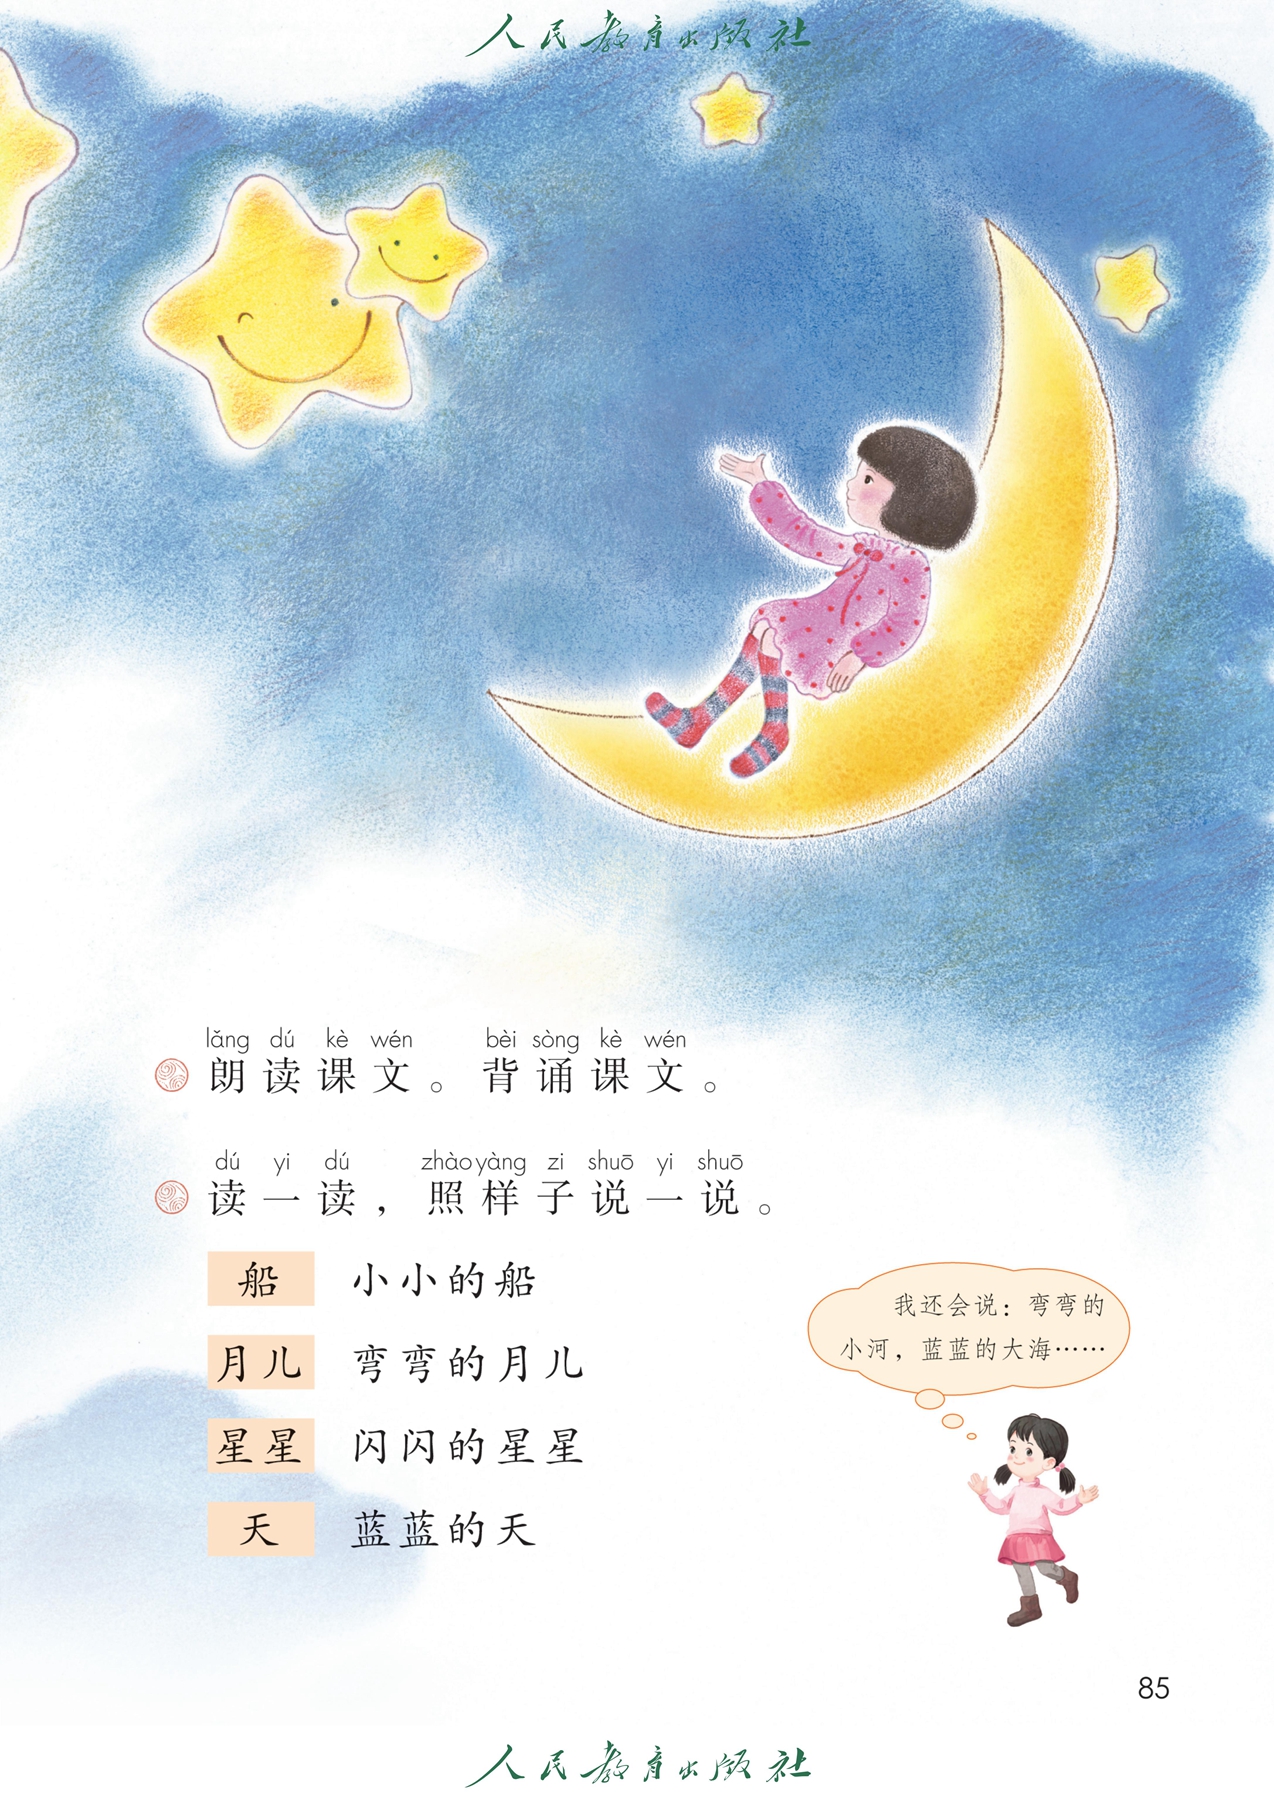 人民教育出版社
lǎng dú kè wén bèi sòng kè wén
朗读课文。背诵课文。
dú yi dú zhào yàng zi shuō yi shuō
读一读，照样子说一说。
船 小小的船
月儿 弯弯的月儿
星星 闪闪的星星
天 蓝蓝的天
我还会说：弯弯的
小河，蓝蓝的大海……
85
人民教育出版社